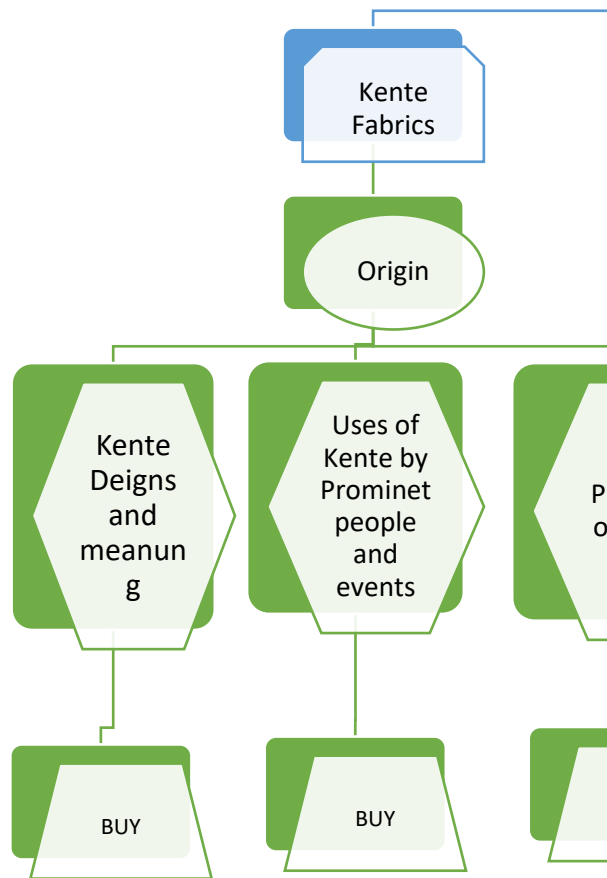 Kente
Fabrics
Origin
Kente
Deigns
and
meanun
g
Uses of
Kente by
Prominet
people
and
events
P
o
BUY
BUY